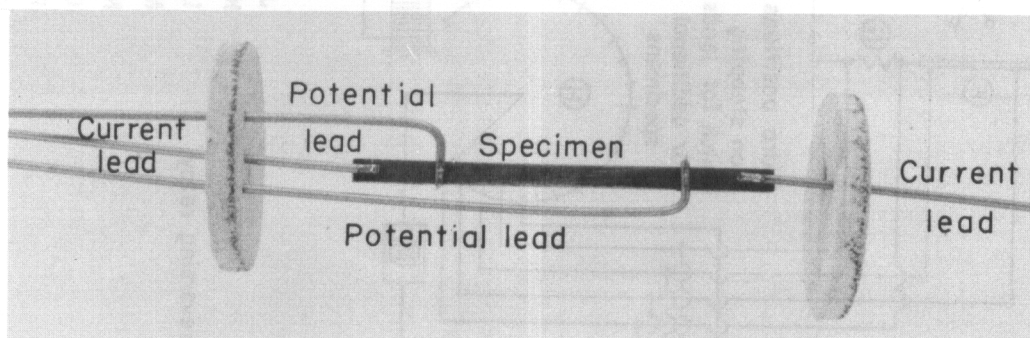 Potential
lead
Current
lead
Specimen
Potential lead
Current
lead